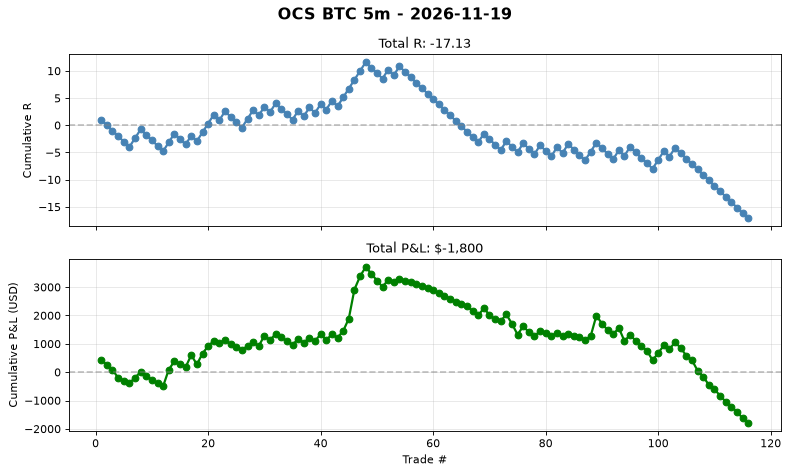 OCS BTC 5m - 2026-11-19
Total R: -17.13
Cumulative R
10
5
0
−5
−10
−15
Total P&L: $-1,800
Cumulative P&L (USD)
3000
2000
1000
0
−1000
−2000
0 20 40 60 80 100 120
Trade #